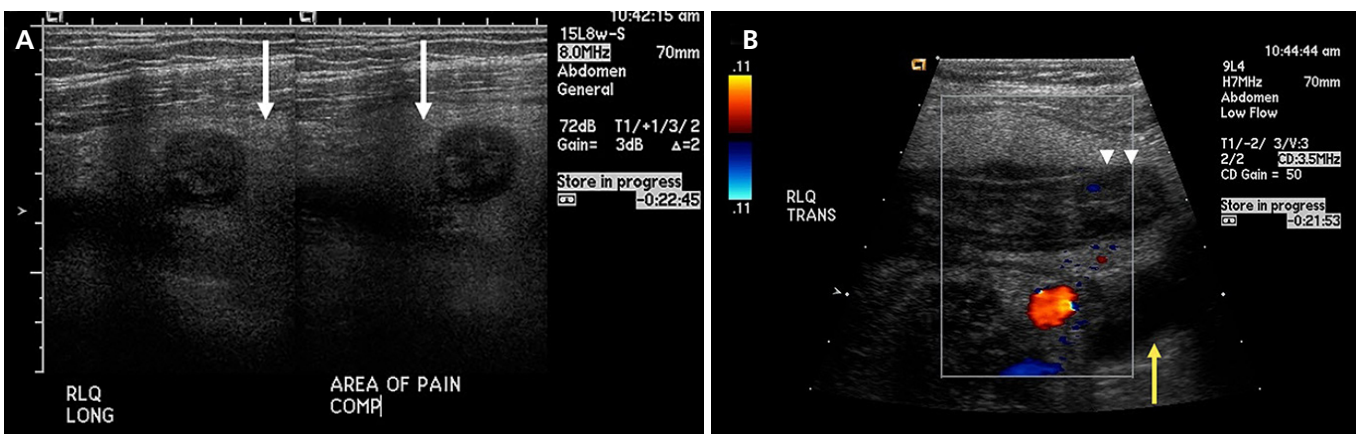 A
10:42:15 am
15L8w-S
8.0MHz 70mm
Abdomen
General
72dB T1/+1/3/2
Gain= 3dB Δ=2
Store in progress
-0:22:45
RLQ
LONG
AREA OF PAIN
COMP
B
10:44:44 am
.11
9L4
H7MHz 70mm
Abdomen
Low Flow
T1/-2/ 3/V:3
2/2 CD:3.5MHz
CD Gain = 50
Store in progress
-0:21:53
.11
RLQ
TRANS